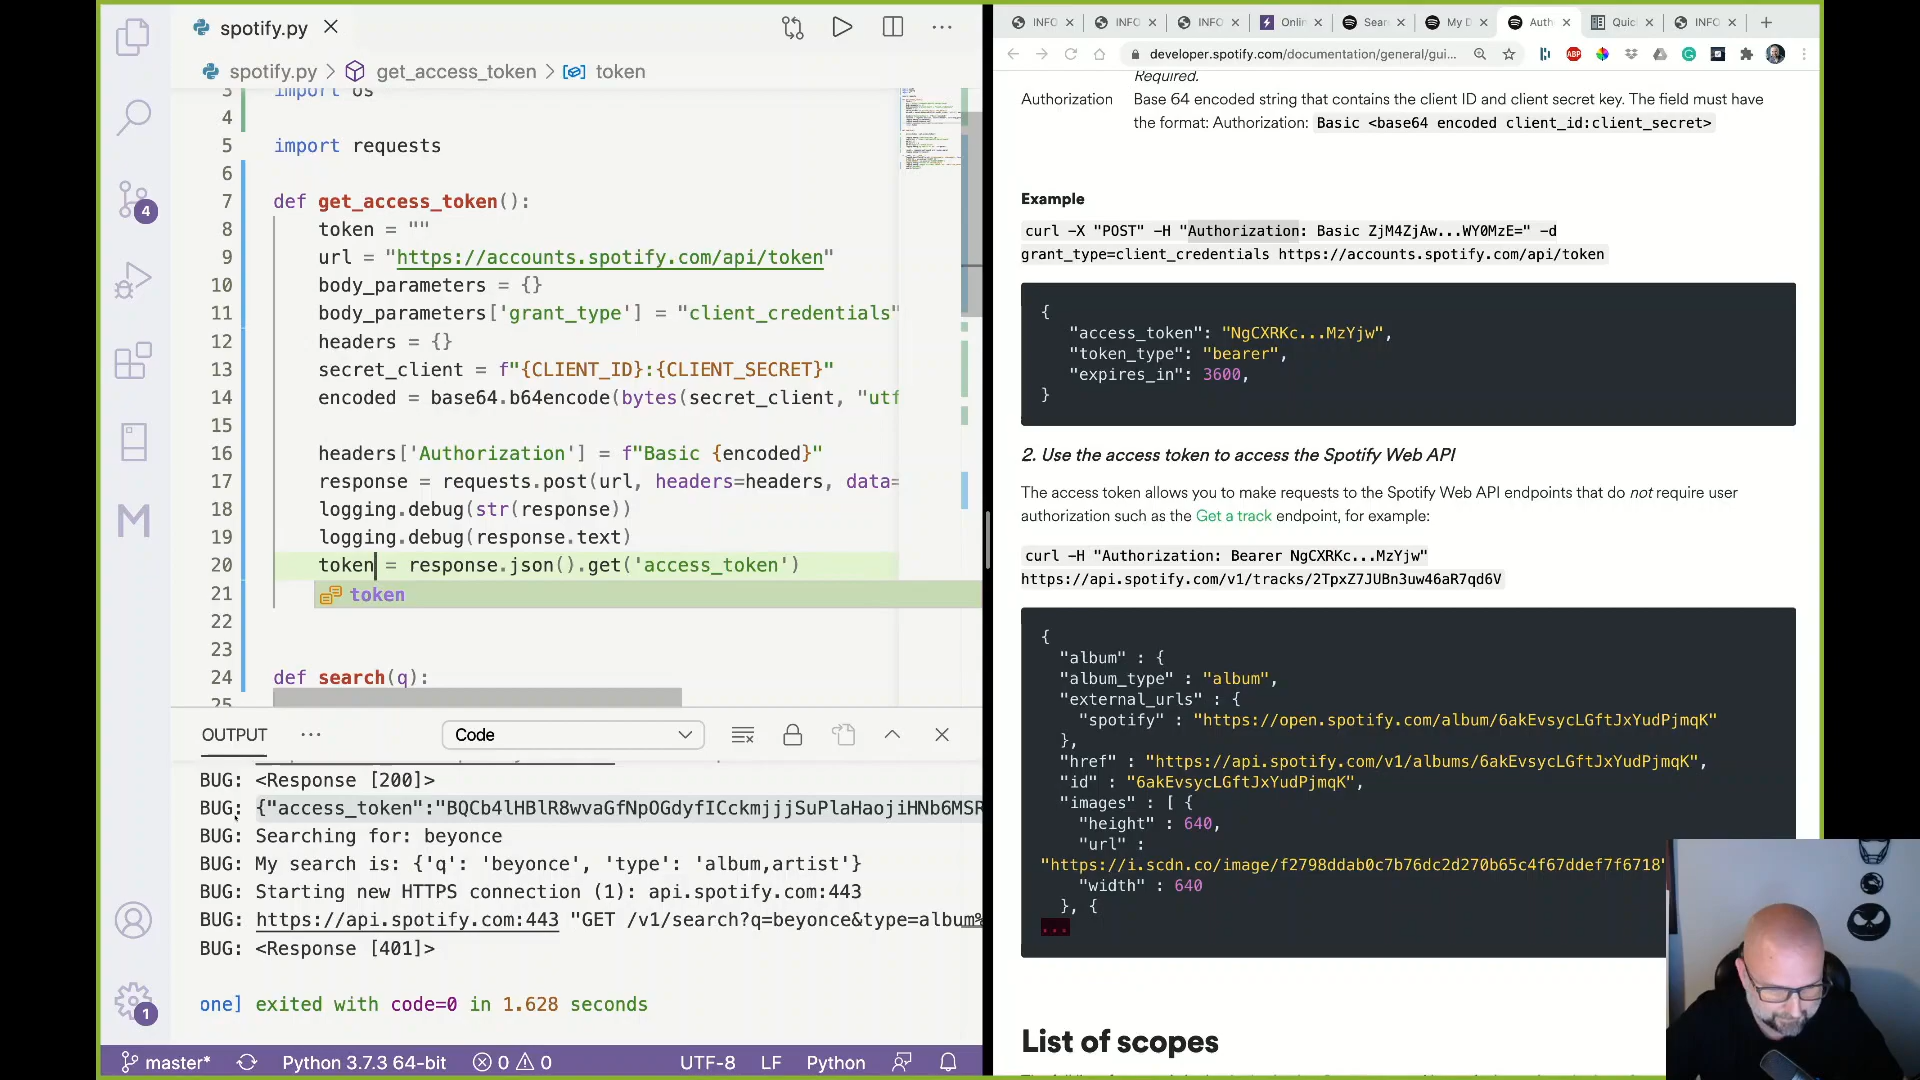 spotify.py
spotify.py > get_access_token > token
3 import os
4
5 import requests
6
7 def get_access_token():
8 token = ""
9 url = "https://accounts.spotify.com/api/token"
10 body_parameters = {}
11 body_parameters['grant_type'] = "client_credentials"
12 headers = {}
13 secret_client = f"{CLIENT_ID}:{CLIENT_SECRET}"
14 encoded = base64.b64encode(bytes(secret_client, "utf
15
16 headers['Authorization'] = f"Basic {encoded}"
17 response = requests.post(url, headers=headers, data=
18 logging.debug(str(response))
19 logging.debug(response.text)
20 token = response.json().get('access_token')
21 token
22
23
24 def search(q):
25
4
1
OUTPUT
Code
BUG: <Response [200]>
BUG: {"access_token":"BQCb4lHBlR8wvaGfNpOGdyfICckmjjjSuPlaHaojiHNb6MSR
BUG: Searching for: beyonce
BUG: My search is: {'q': 'beyonce', 'type': 'album,artist'}
BUG: Starting new HTTPS connection (1): api.spotify.com:443
BUG: https://api.spotify.com:443 "GET /v1/search?q=beyonce&type=album%
BUG: <Response [401]>
one] exited with code=0 in 1.628 seconds
master* Python 3.7.3 64-bit 0 0 UTF-8 LF Python
INFO INFO INFO Onlin Sear My D Auth Quic INFO
developer.spotify.com/documentation/general/gui...
ABP
Required.
Authorization Base 64 encoded string that contains the client ID and client secret key. The field must have
the format: Authorization: Basic <base64 encoded client_id:client_secret>
Example
curl -X "POST" -H "Authorization: Basic ZjM4ZjAw...WY0MzE=" -d
grant_type=client_credentials https://accounts.spotify.com/api/token
{
"access_token": "NgCXRKc...MzYjw",
"token_type": "bearer",
"expires_in": 3600,
}
2. Use the access token to access the Spotify Web API
The access token allows you to make requests to the Spotify Web API endpoints that do not require user
authorization such as the Get a track endpoint, for example:
curl -H "Authorization: Bearer NgCXRKc...MzYjw"
https://api.spotify.com/v1/tracks/2TpxZ7JUBn3uw46aR7qd6V
{
"album" : {
"album_type" : "album",
"external_urls" : {
"spotify" : "https://open.spotify.com/album/6akEvsycLGftJxYudPjmqK"
},
"href" : "https://api.spotify.com/v1/albums/6akEvsycLGftJxYudPjmqK",
"id" : "6akEvsycLGftJxYudPjmqK",
"images" : [ {
"height" : 640,
"url" :
"https://i.scdn.co/image/f2798ddab0c7b76dc2d270b65c4f67ddef7f6718"
"width" : 640
}, {
...
List of scopes